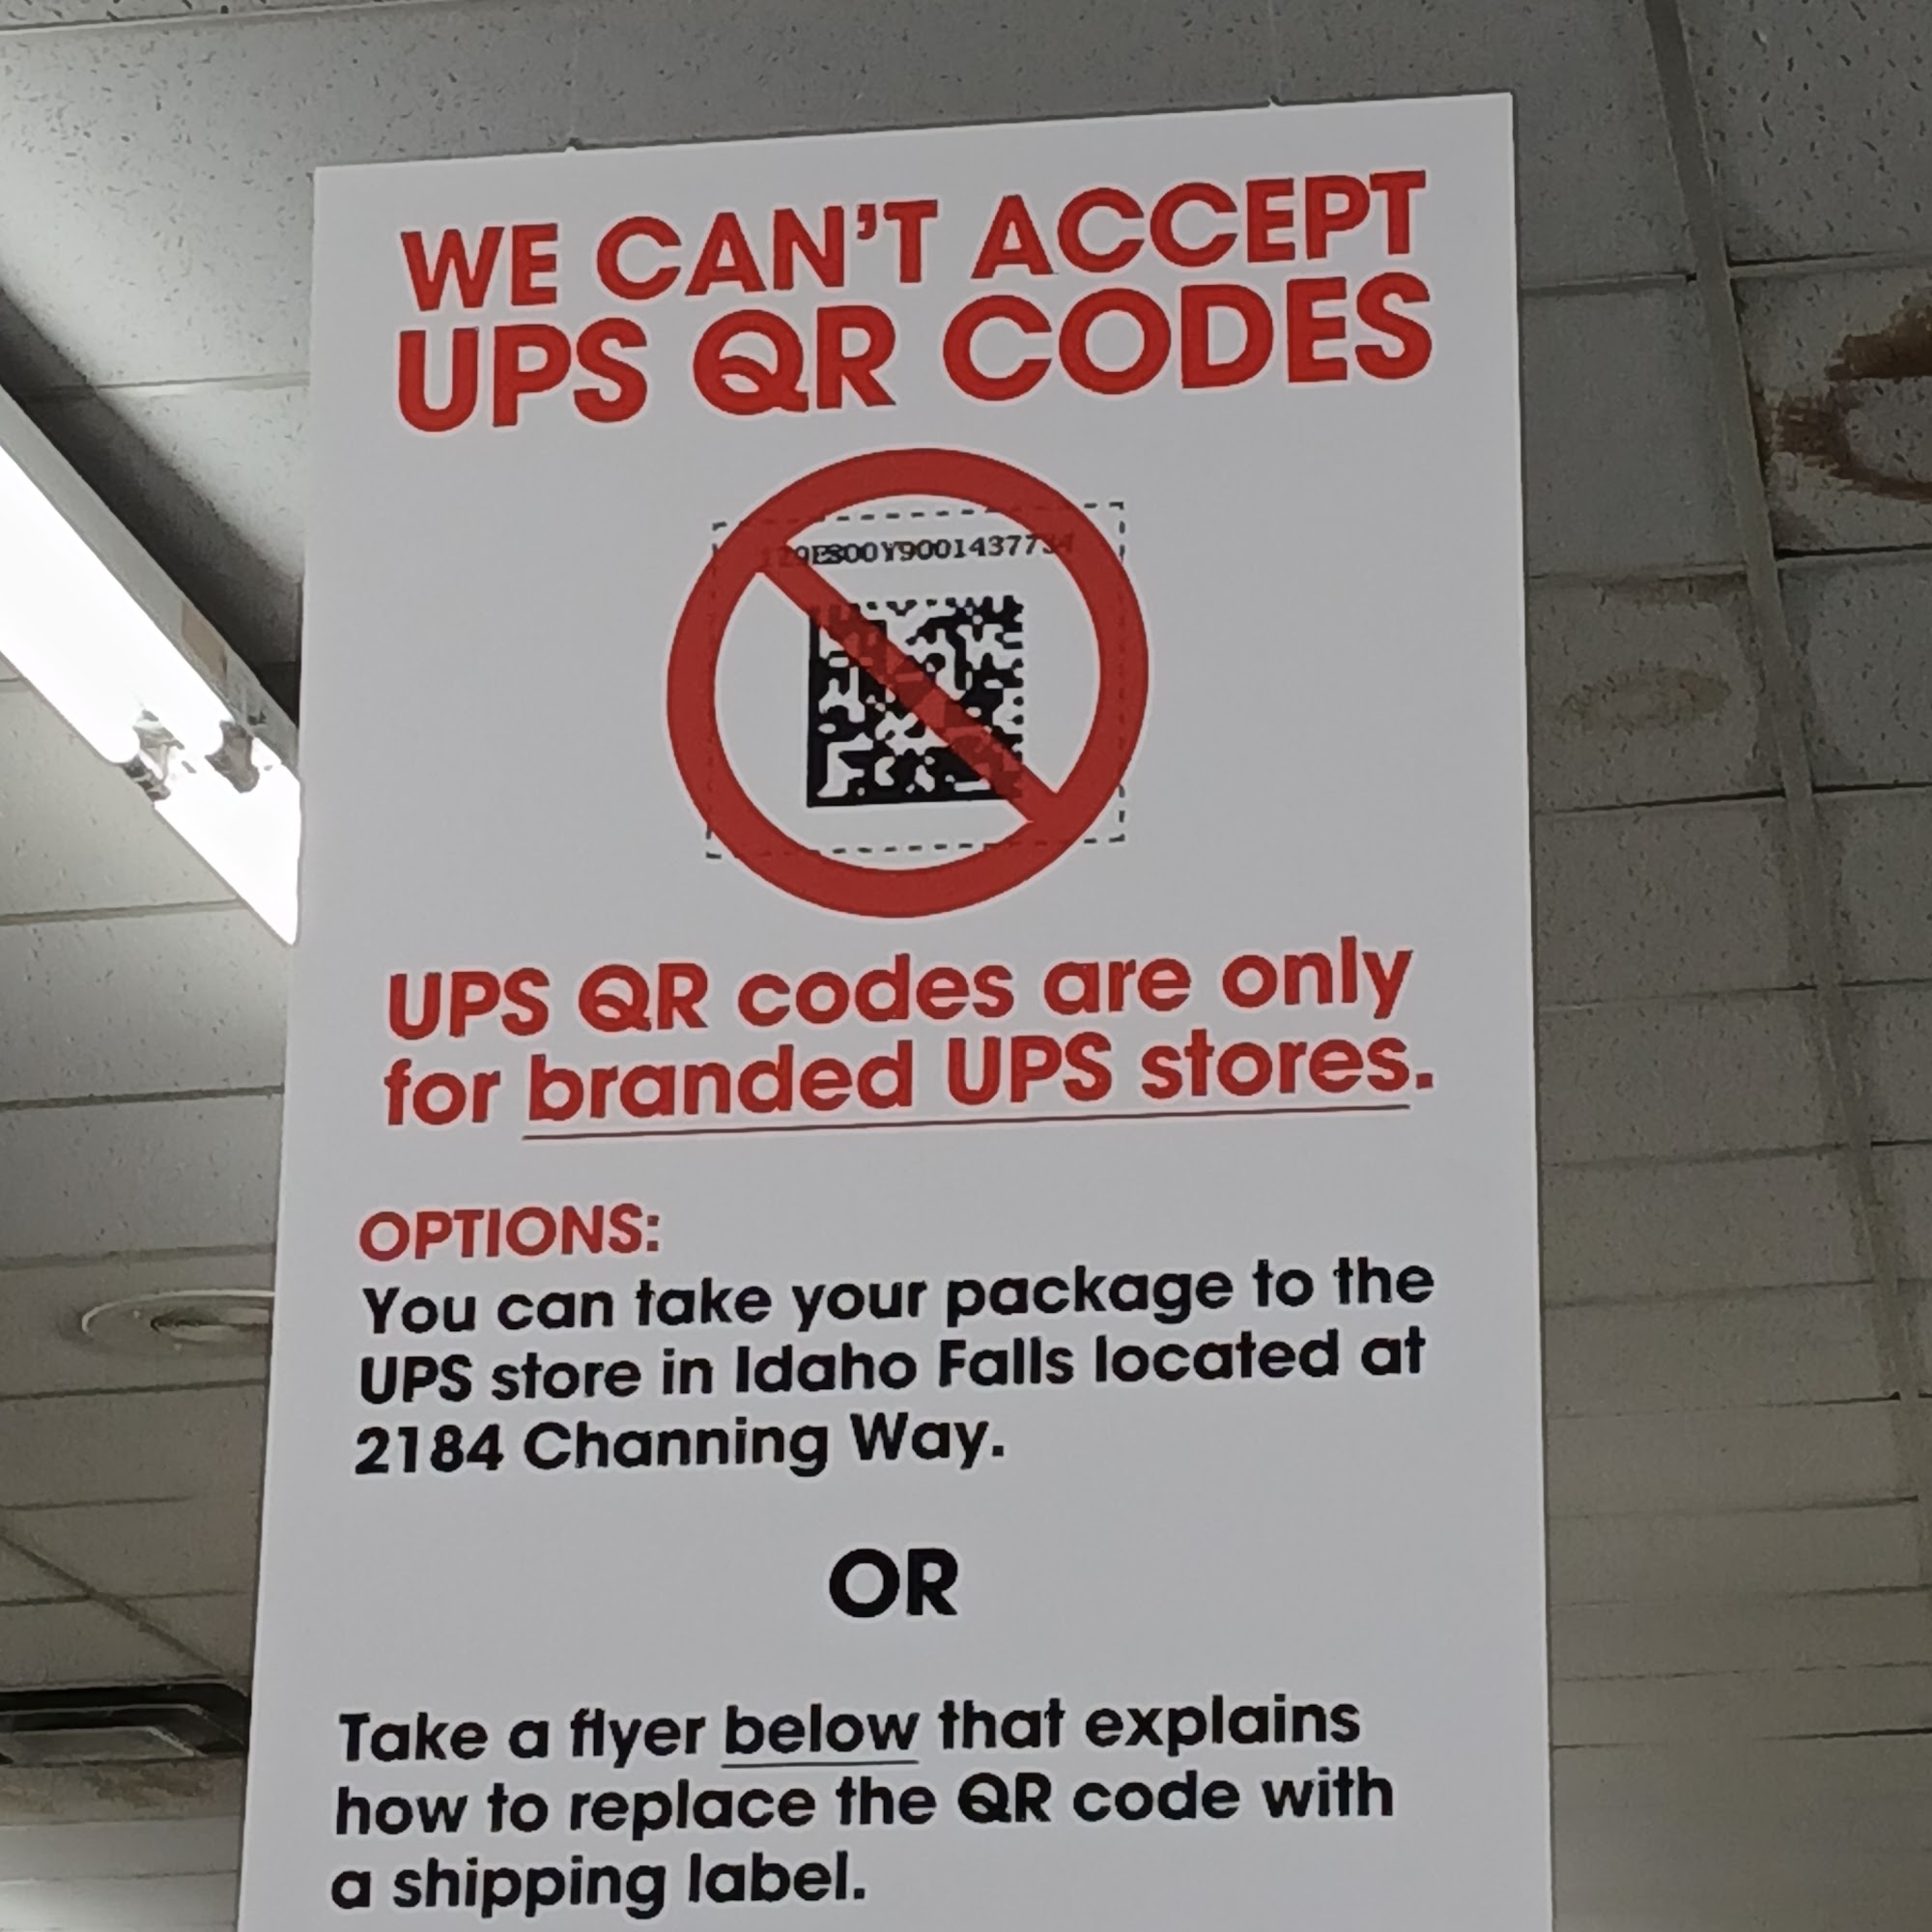 WE CAN'T ACCEPT
UPS QR CODES
UPS QR codes are only
for branded UPS stores.
OPTIONS:
You can take your package to the
UPS store in Idaho Falls located at
2184 Channing Way.
OR
Take a flyer below that explains
how to replace the QR code with
a shipping label.